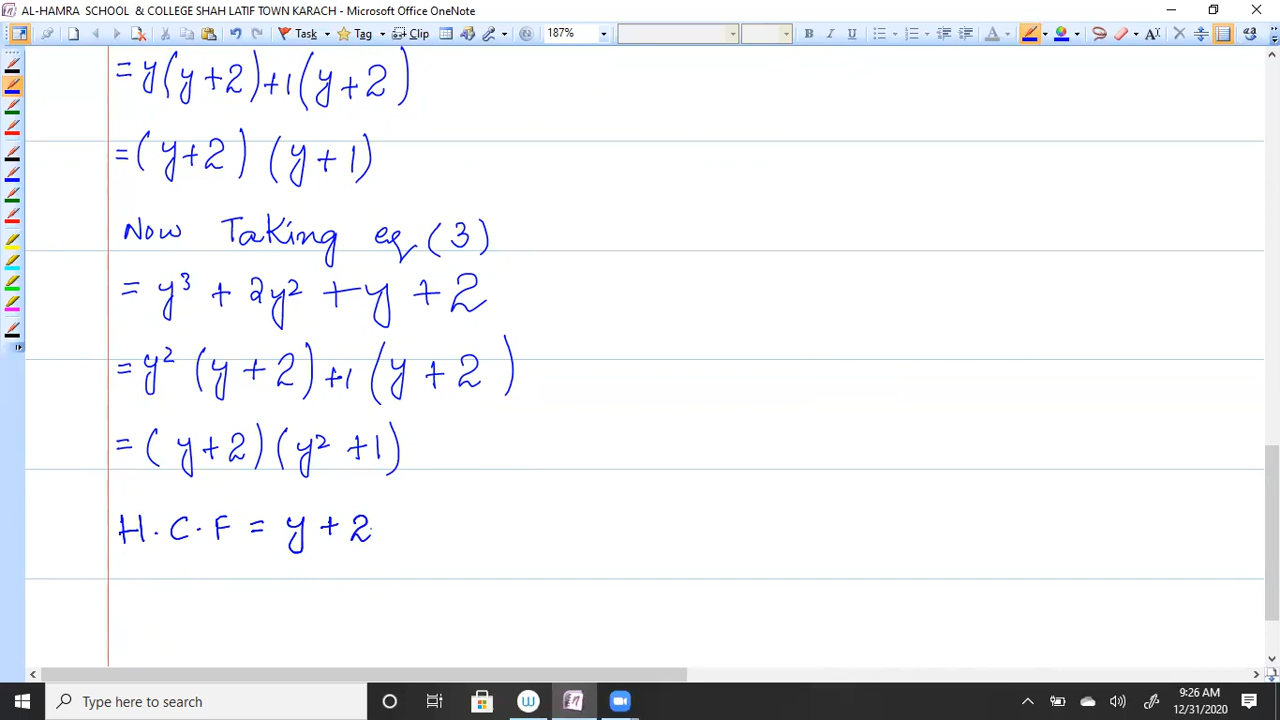 AL-HAMRA SCHOOL & COLLEGE SHAH LATIF TOWN KARACH - Microsoft OneNote
Task Tag Clip 187% B I U
= y(y+2)+1(y+2)
=(y+2) (y+1)
Now Taking eq (3)
= y³ + 2y² + y + 2
= y² (y + 2) +1 (y + 2)
= (y+2) (y² +1)
H.C.F = y + 2
Type here to search
9:26 AM
12/31/2020